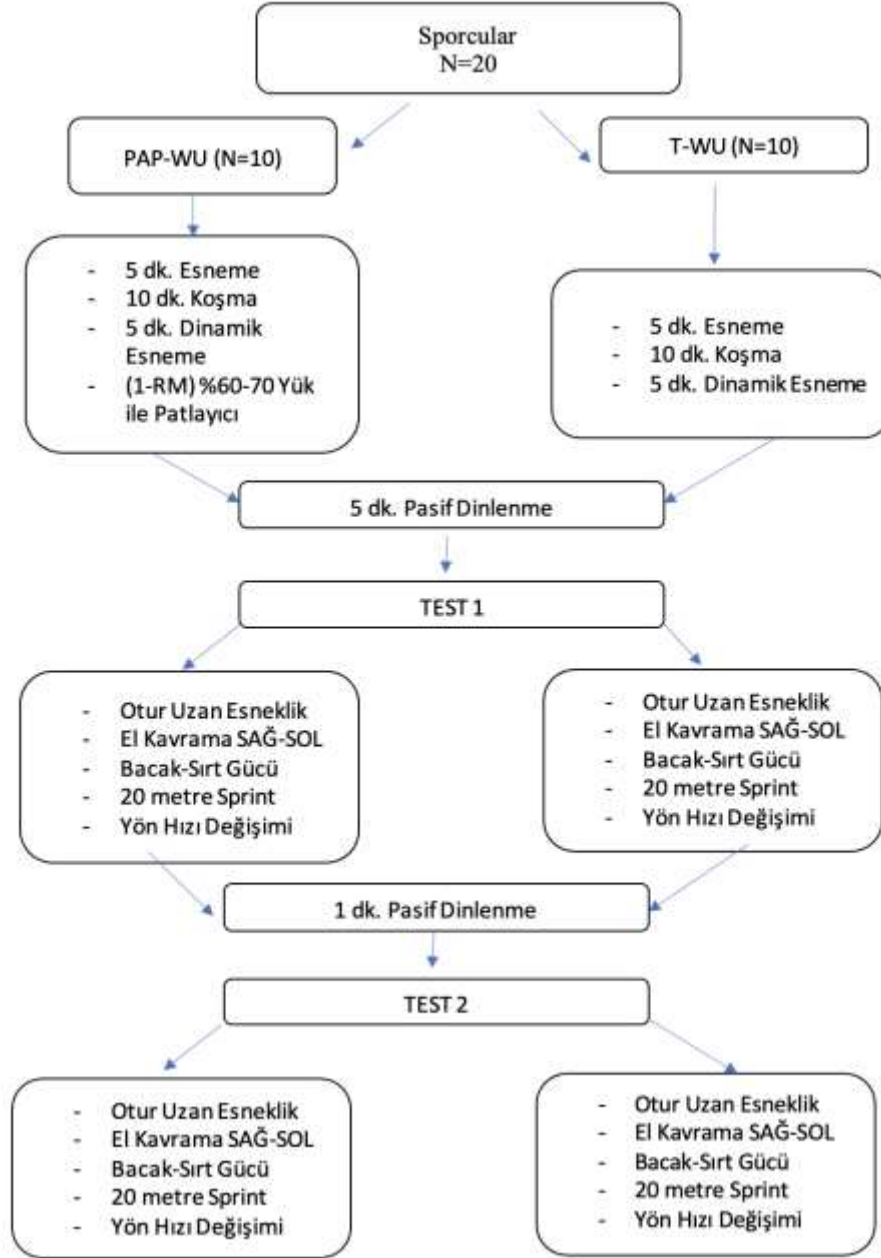 Sporcular
N=20
PAP-WU (N=10)
T-WU (N=10)
- 5 dk. Esneme
- 10 dk. Koşma
- 5 dk. Dinamik
Esneme
- (1-RM) %60-70 Yük
ile Patlayıcı
- 5 dk. Esneme
- 10 dk. Koşma
- 5 dk. Dinamik Esneme
5 dk. Pasif Dinlenme
TEST 1
- Otur Uzan Esneklik
- El Kavrama SAĞ-SOL
- Bacak-Sırt Gücü
- 20 metre Sprint
- Yön Hızı Değişimi
- Otur Uzan Esneklik
- El Kavrama SAĞ-SOL
- Bacak-Sırt Gücü
- 20 metre Sprint
- Yön Hızı Değişimi
1 dk. Pasif Dinlenme
TEST 2
- Otur Uzan Esneklik
- El Kavrama SAĞ-SOL
- Bacak-Sırt Gücü
- 20 metre Sprint
- Yön Hızı Değişimi
- Otur Uzan Esneklik
- El Kavrama SAĞ-SOL
- Bacak-Sırt Gücü
- 20 metre Sprint
- Yön Hızı Değişimi